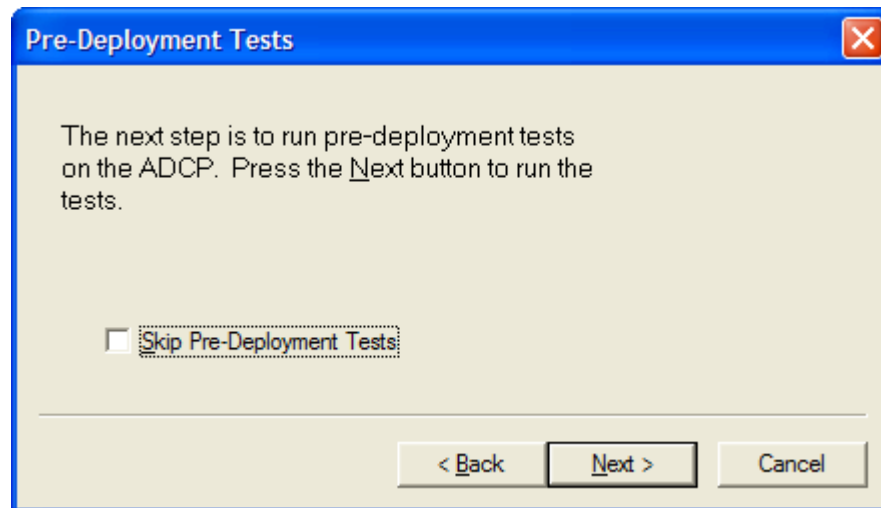 Pre-Deployment Tests
The next step is to run pre-deployment tests
on the ADCP. Press the Next button to run the
tests.
Skip Pre-Deployment Tests
< Back
Next >
Cancel